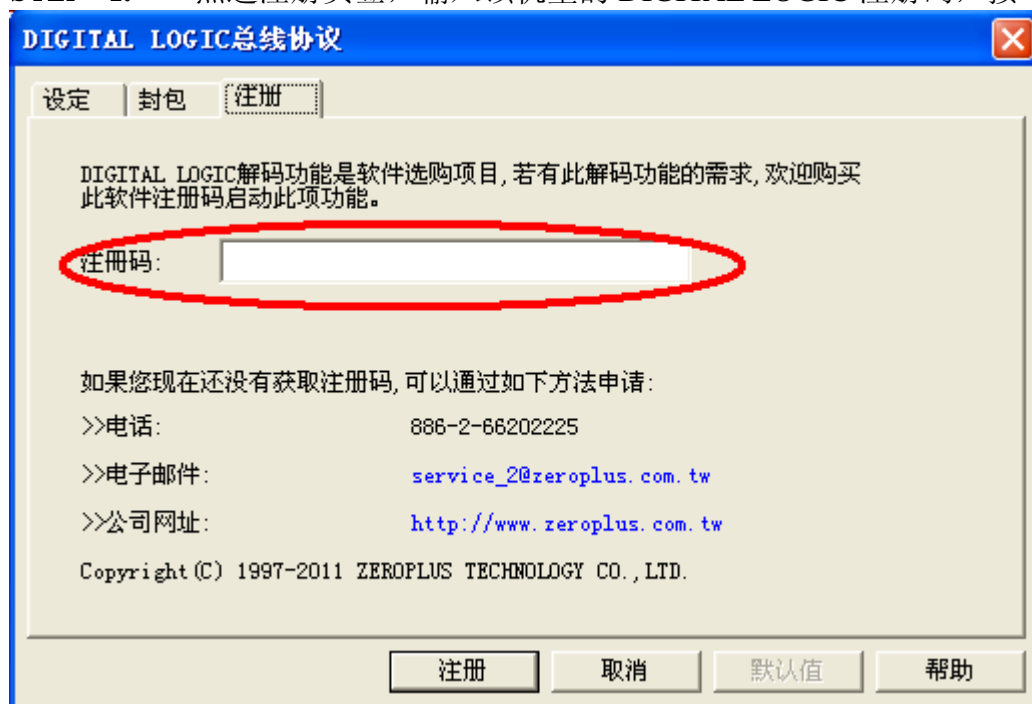 DIGITAL LOGIC总线协议
设定 封包 注册
DIGITAL LOGIC解码功能是软件选购项目,若有此解码功能的需求,欢迎购买
此软件注册码启动此项功能。
注册码:
如果您现在还没有获取注册码,可以通过如下方法申请:
>>电话: 886-2-66202225
>>电子邮件: service_2@zeroplus.com.tw
>>公司网址: http://www.zeroplus.com.tw
Copyright(C) 1997-2011 ZEROPLUS TECHNOLOGY CO.,LTD.
注册 取消 默认值 帮助